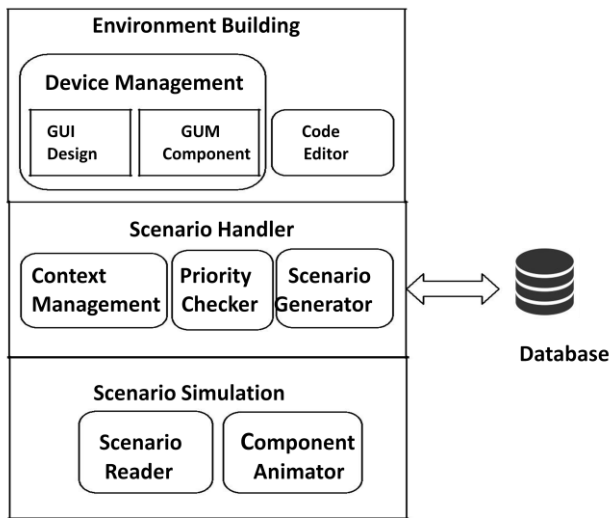 Environment Building
Device Management
GUI
Design
GUM
Component
Code
Editor
Scenario Handler
Context
Management
Priority
Checker
Scenario
Generator
Database
Scenario Simulation
Scenario
Reader
Component
Animator